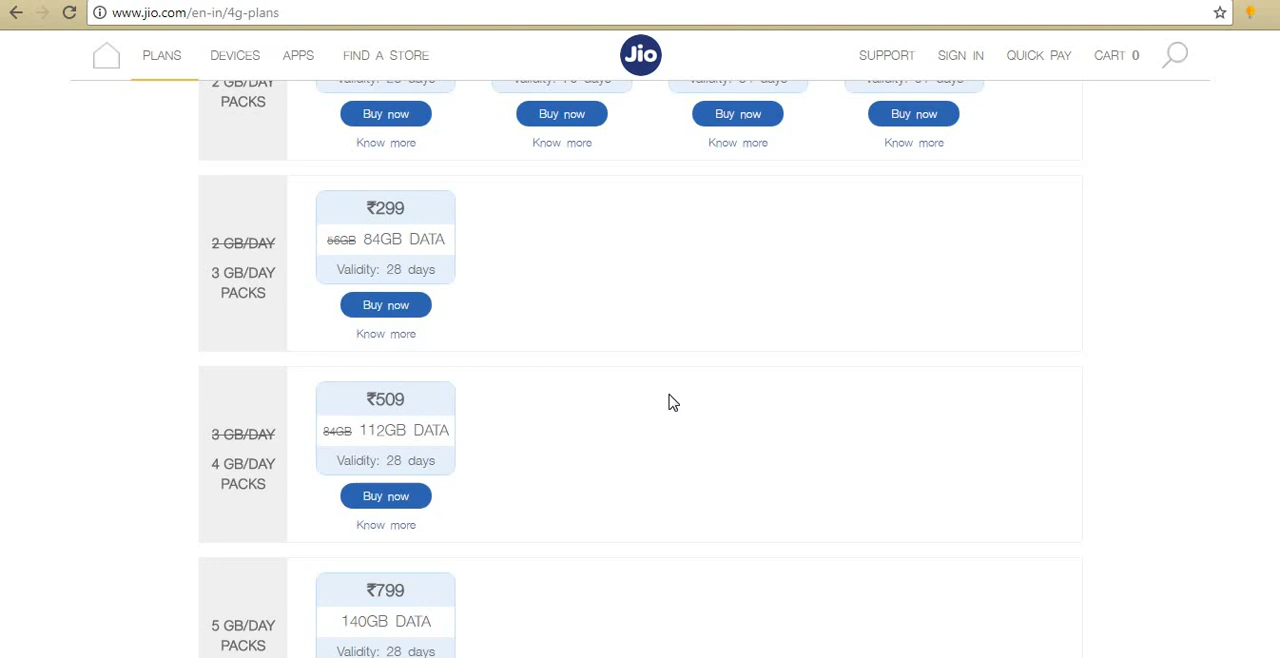 www.jio.com/en-in/4g-plans
PLANS DEVICES APPS FIND A STORE Jio SUPPORT SIGN IN QUICK PAY CART 0
2 GB/DAY
PACKS
Buy now Buy now Buy now Buy now
Know more Know more Know more Know more
2 GB/DAY
3 GB/DAY
PACKS
₹299
56GB 84GB DATA
Validity: 28 days
Buy now
Know more
3 GB/DAY
4 GB/DAY
PACKS
₹509
84GB 112GB DATA
Validity: 28 days
Buy now
Know more
5 GB/DAY
PACKS
₹799
140GB DATA
Validity: 28 days